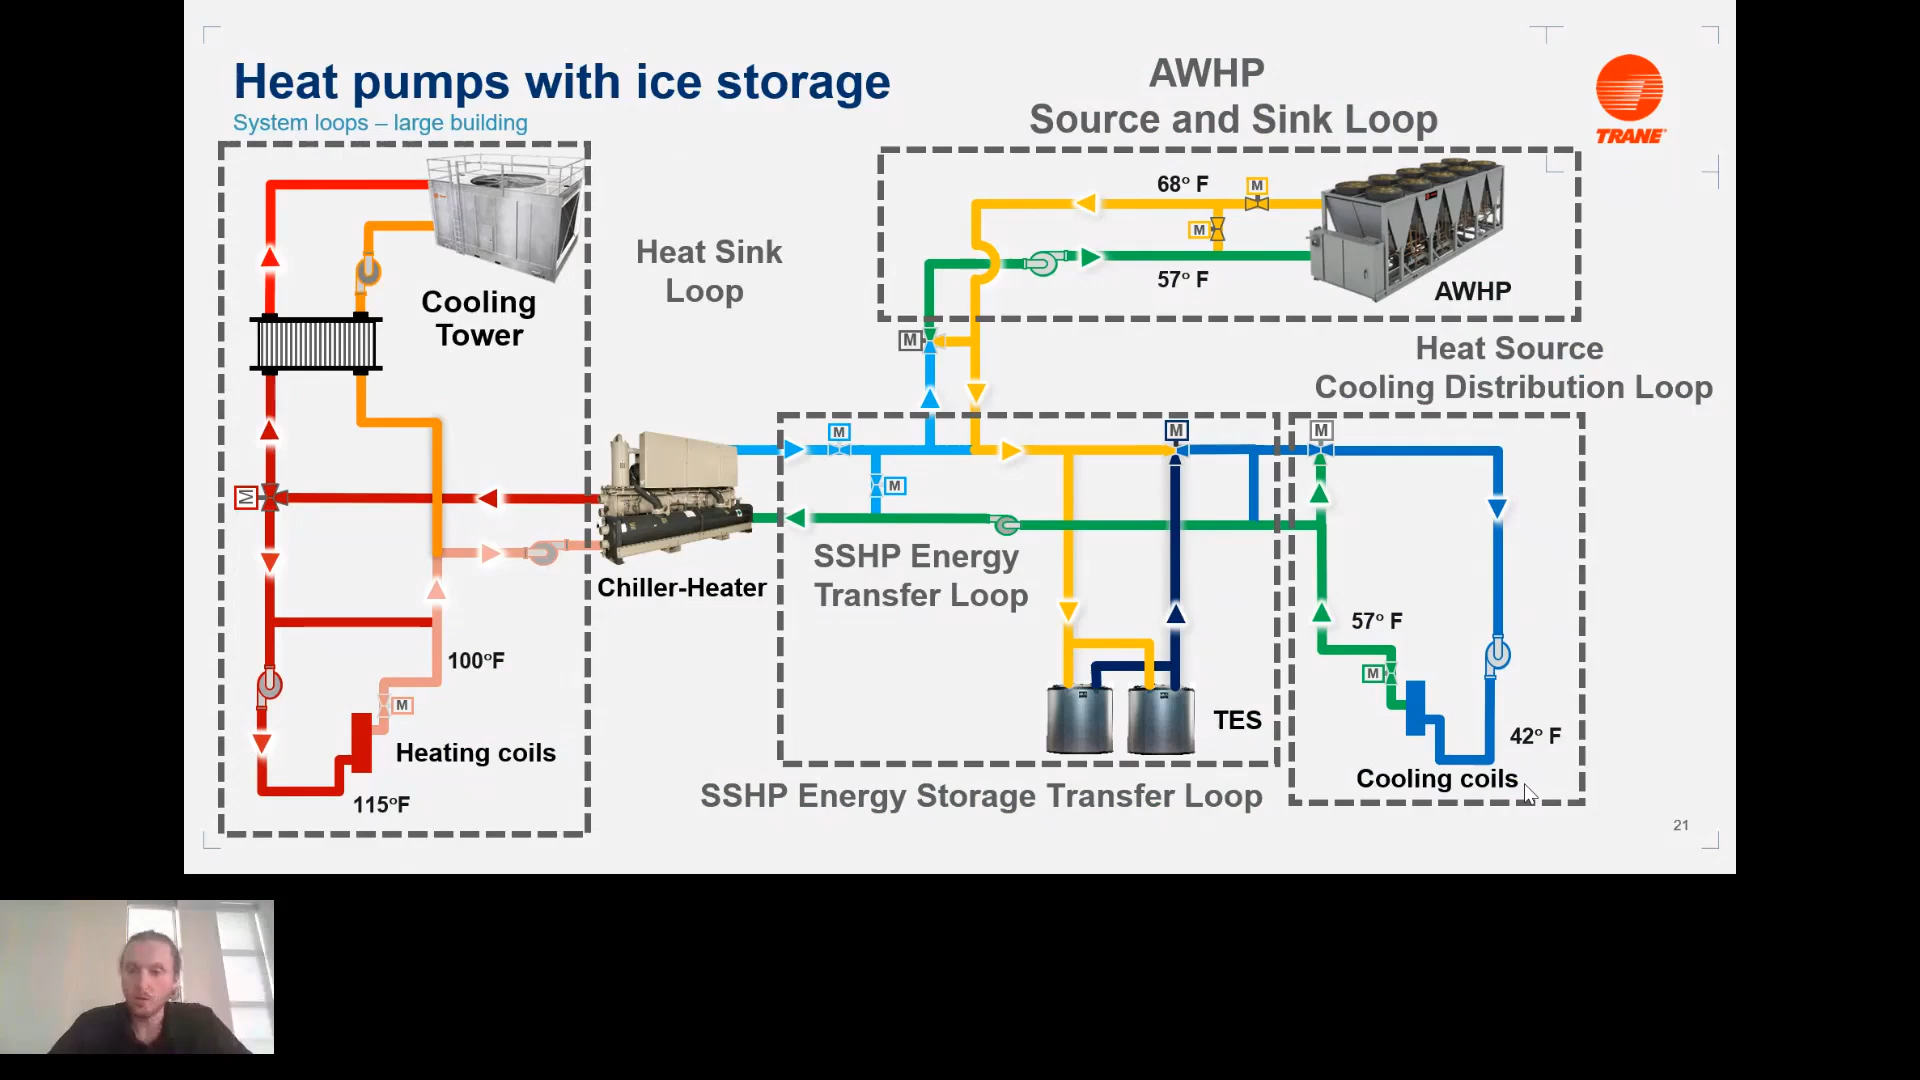 Heat pumps with ice storage
System loops – large building
AWHP
Source and Sink Loop
TRANE
68° F
M
M
57° F
AWHP
Heat Sink
Loop
Cooling
Tower
M
Heat Source
Cooling Distribution Loop
M
M
M
M
M
SSHP Energy
Transfer Loop
Chiller-Heater
100°F
M
57° F
M
Heating coils
TES
42° F
Cooling coils
115°F
SSHP Energy Storage Transfer Loop
21